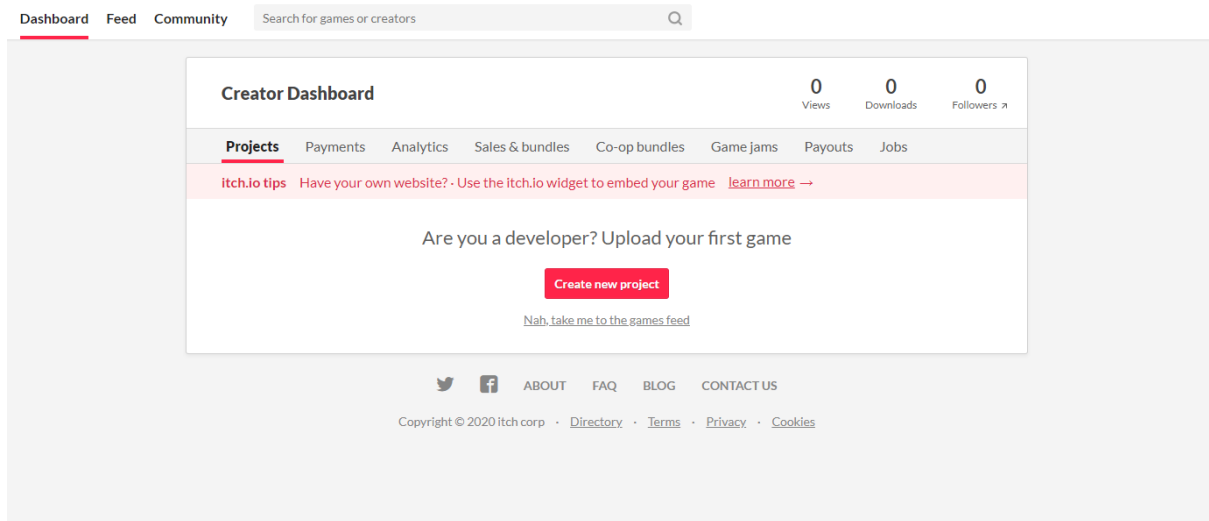 Dashboard Feed Community Search for games or creators
Creator Dashboard
0 Views 0 Downloads 0 Followers ↗
Projects Payments Analytics Sales & bundles Co-op bundles Game jams Payouts Jobs
itch.io tips Have your own website? · Use the itch.io widget to embed your game learn more →
Are you a developer? Upload your first game
Create new project
Nah, take me to the games feed
ABOUT FAQ BLOG CONTACT US
Copyright © 2020 itch corp · Directory · Terms · Privacy · Cookies